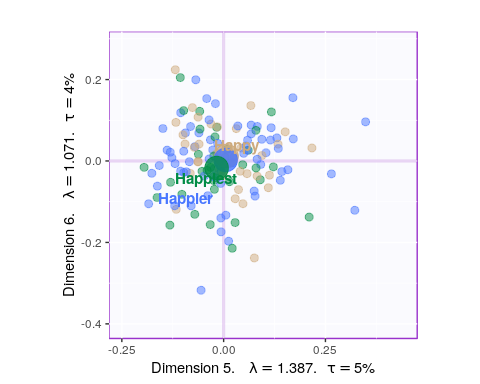 0.2
0.0
-0.2
-0.4
Dimension 6.   λ = 1.071.   τ = 4%
Happy
Happiest
Happier
-0.25
0.00
0.25
Dimension 5.   λ = 1.387.   τ = 5%